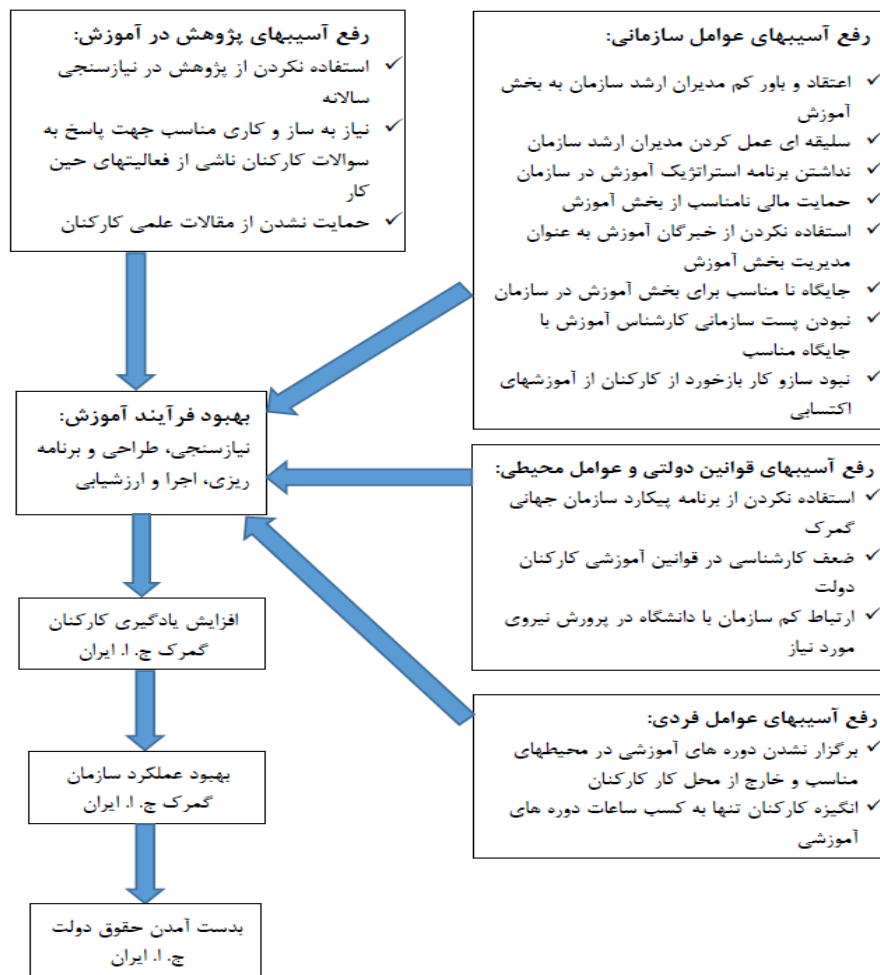 رفع آسیبهای عوامل سازمانی:
✓ اعتقاد و باور کم مدیران ارشد سازمان به بخش
آموزش
✓ سلیقه ای عمل کردن مدیران ارشد سازمان
✓ نداشتن برنامه استراتژیک آموزش در سازمان
✓ حمایت مالی نامناسب از بخش آموزش
✓ استفاده نکردن از خبرگان آموزش به عنوان
مدیریت بخش آموزش
✓ جایگاه نا مناسب برای بخش آموزش در سازمان
✓ نبودن پست سازمانی کارشناس آموزش با
جایگاه مناسب
✓ نبود سازو کار بازخورد از کارکنان از آموزشهای
اکتسابی
رفع آسیبهای پژوهش در آموزش:
✓ استفاده نکردن از پژوهش در نیازسنجی
سالانه
✓ نیاز به ساز و کاری مناسب جهت پاسخ به
سوالات کارکنان ناشی از فعالیتهای حین
کار
✓ حمایت نشدن از مقالات علمی کارکنان
رفع آسیبهای قوانین دولتی و عوامل محیطی:
✓ استفاده نکردن از برنامه پیکارد سازمان جهانی
گمرک
✓ ضعف کارشناسی در قوانین آموزشی کارکنان
دولت
✓ ارتباط کم سازمان با دانشگاه در پرورش نیروی
مورد نیاز
رفع آسیبهای عوامل فردی:
✓ برگزار نشدن دوره های آموزشی در محیطهای
مناسب و خارج از محل کار کارکنان
✓ انگیزه کارکنان تنها به کسب ساعات دوره های
آموزشی
بهبود فرآیند آموزش:
نیازسنجی، طراحی و برنامه
ریزی، اجرا و ارزشیابی
افزایش یادگیری کارکنان
گمرک ج. ا. ایران
بهبود عملکرد سازمان
گمرک ج. ا. ایران
بدست آمدن حقوق دولت
ج. ا. ایران